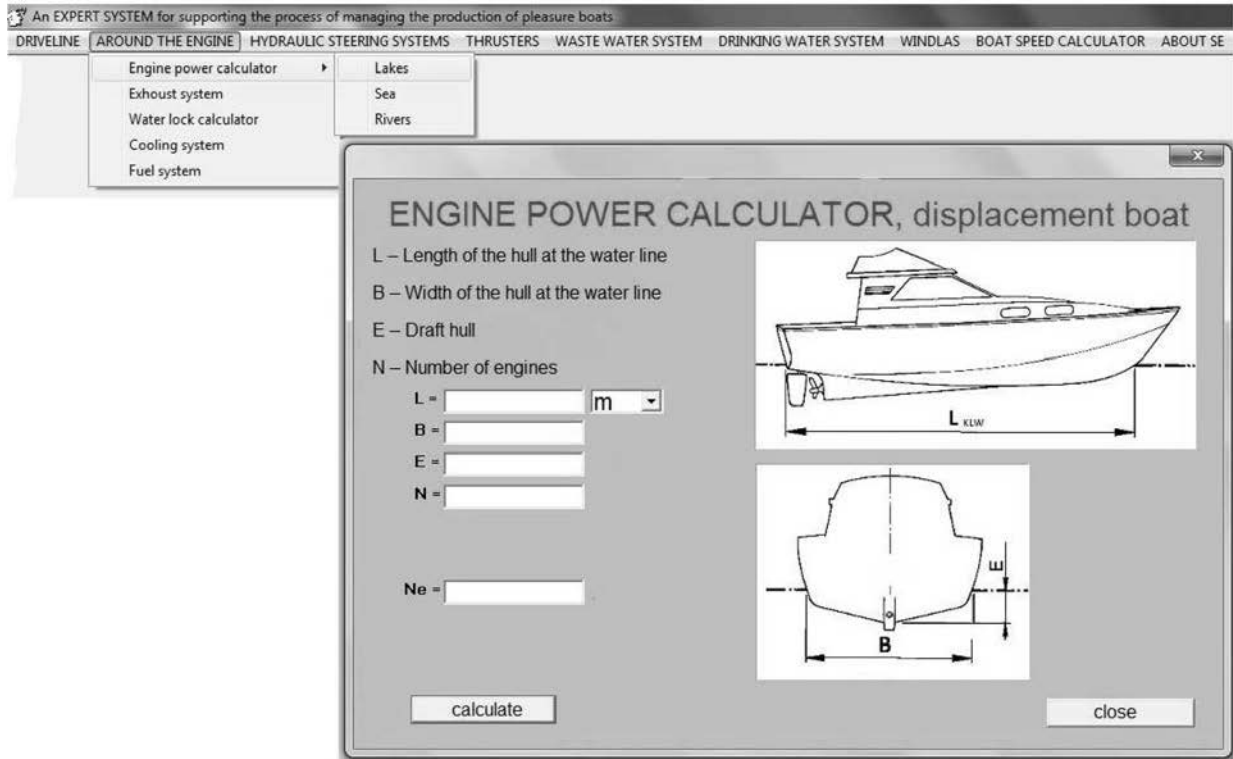 An EXPERT SYSTEM for supporting the process of managing the production of pleasure boats
DRIVELINE AROUND THE ENGINE HYDRAULIC STEERING SYSTEMS THRUSTERS WASTE WATER SYSTEM DRINKING WATER SYSTEM WINDLAS BOAT SPEED CALCULATOR ABOUT SE
Engine power calculator
Lakes
Exhaust system
Sea
Water lock calculator
Rivers
Cooling system
Fuel system
x
ENGINE POWER CALCULATOR, displacement boat
L – Length of the hull at the water line
B – Width of the hull at the water line
E – Draft hull
N – Number of engines
L =
m
B =
E =
N =
Ne =
L KLW
E
B
calculate
close